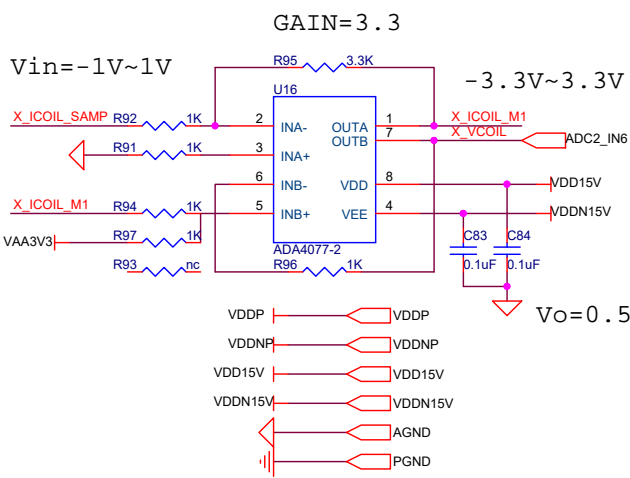 GAIN=3.3
R95 3.3K
Vin=-1V~1V
-3.3V~3.3V
U16
X_ICOIL_SAMP R92 1K 2 INA- OUTA 1 X_ICOIL_M1
OUTB 7 X_VCOIL ADC2_IN6
R91 1K 3 INA+
6 INB- VDD 8 VDD15V
X_ICOIL_M1 R94 1K 5 INB+ VEE 4 VDDN15V
VAA3V3 R97 1K
C83 C84
ADA4077-2
R93 nc R96 1K 0.1uF 0.1uF
Vo=0.5
VDDP VDDP
VDDNP VDDNP
VDD15V VDD15V
VDDN15V VDDN15V
AGND
PGND